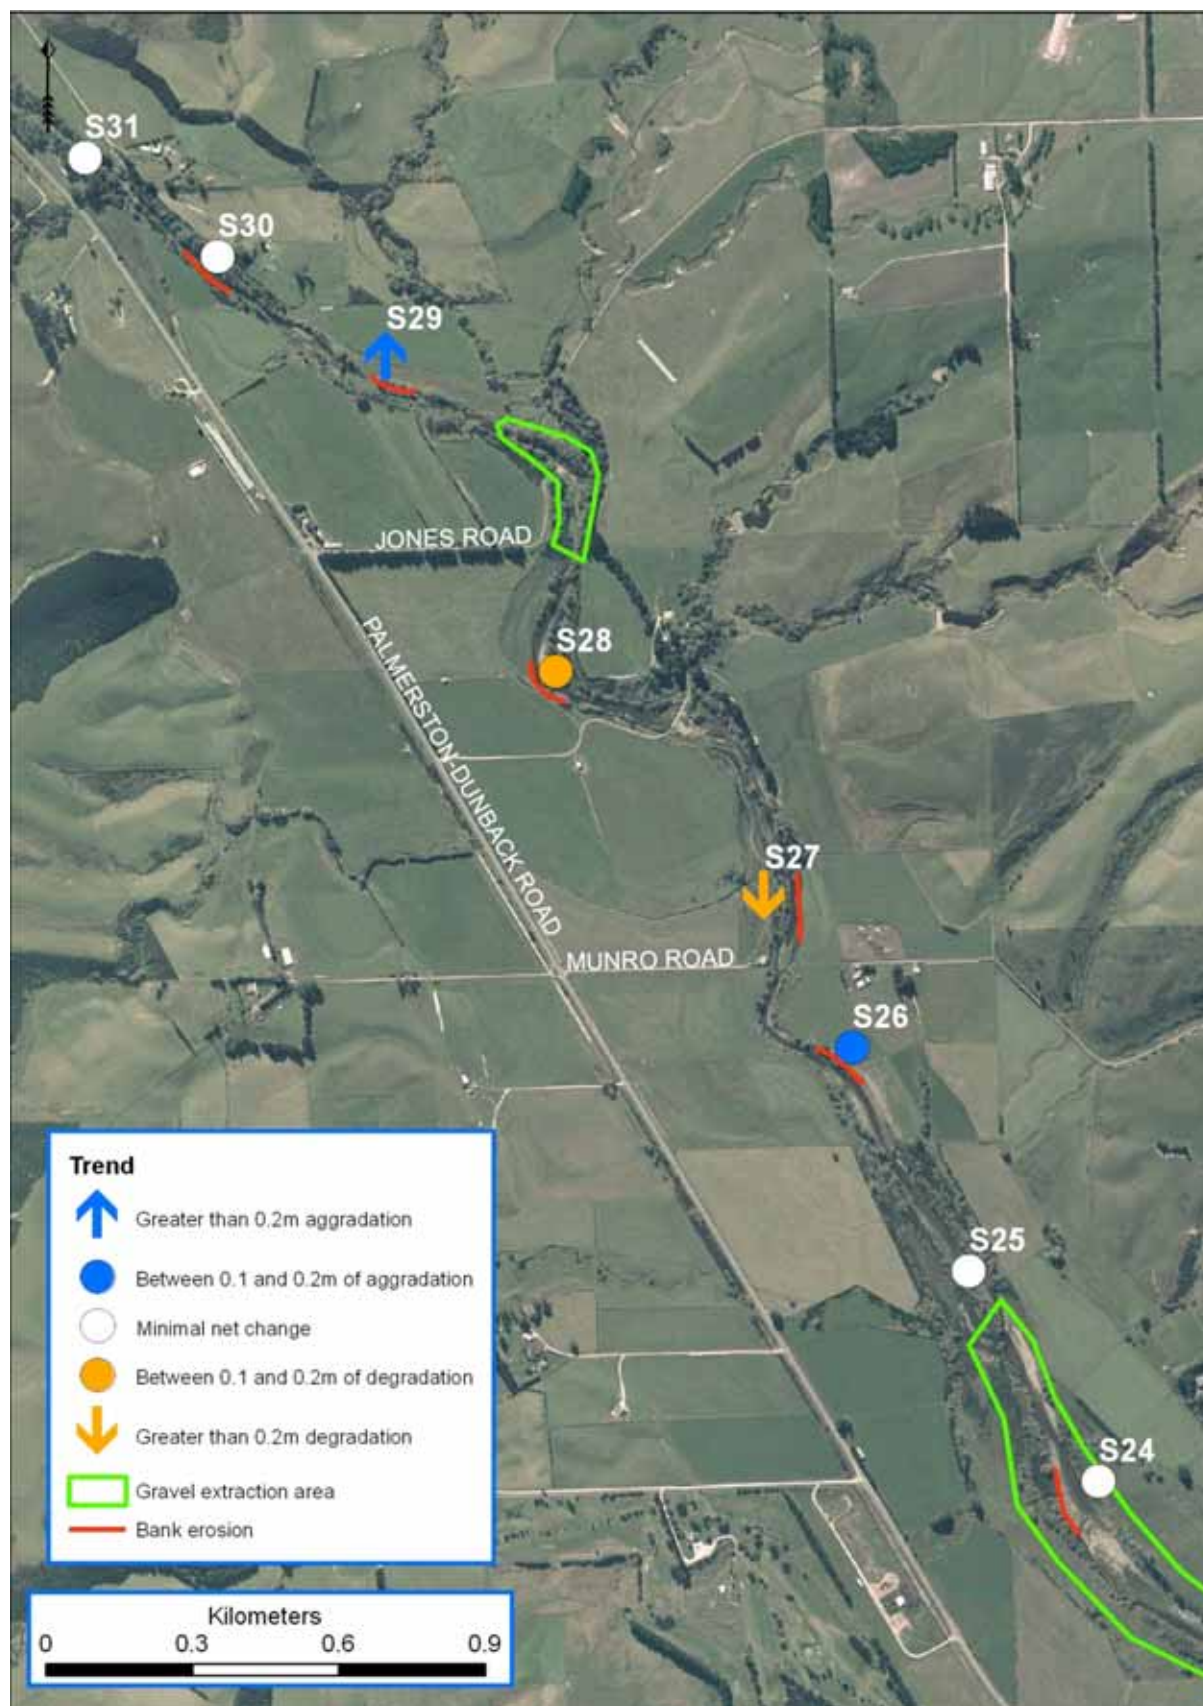 S31
S30
S29
JONES ROAD
S28
PALMERSTON-DUNBACK ROAD
S27
MUNRO ROAD
S26
S25
S24
Trend
Greater than 0.2m aggradation
Between 0.1 and 0.2m of aggradation
Minimal net change
Between 0.1 and 0.2m of degradation
Greater than 0.2m degradation
Gravel extraction area
Bank erosion
Kilometers
0 0.3 0.6 0.9